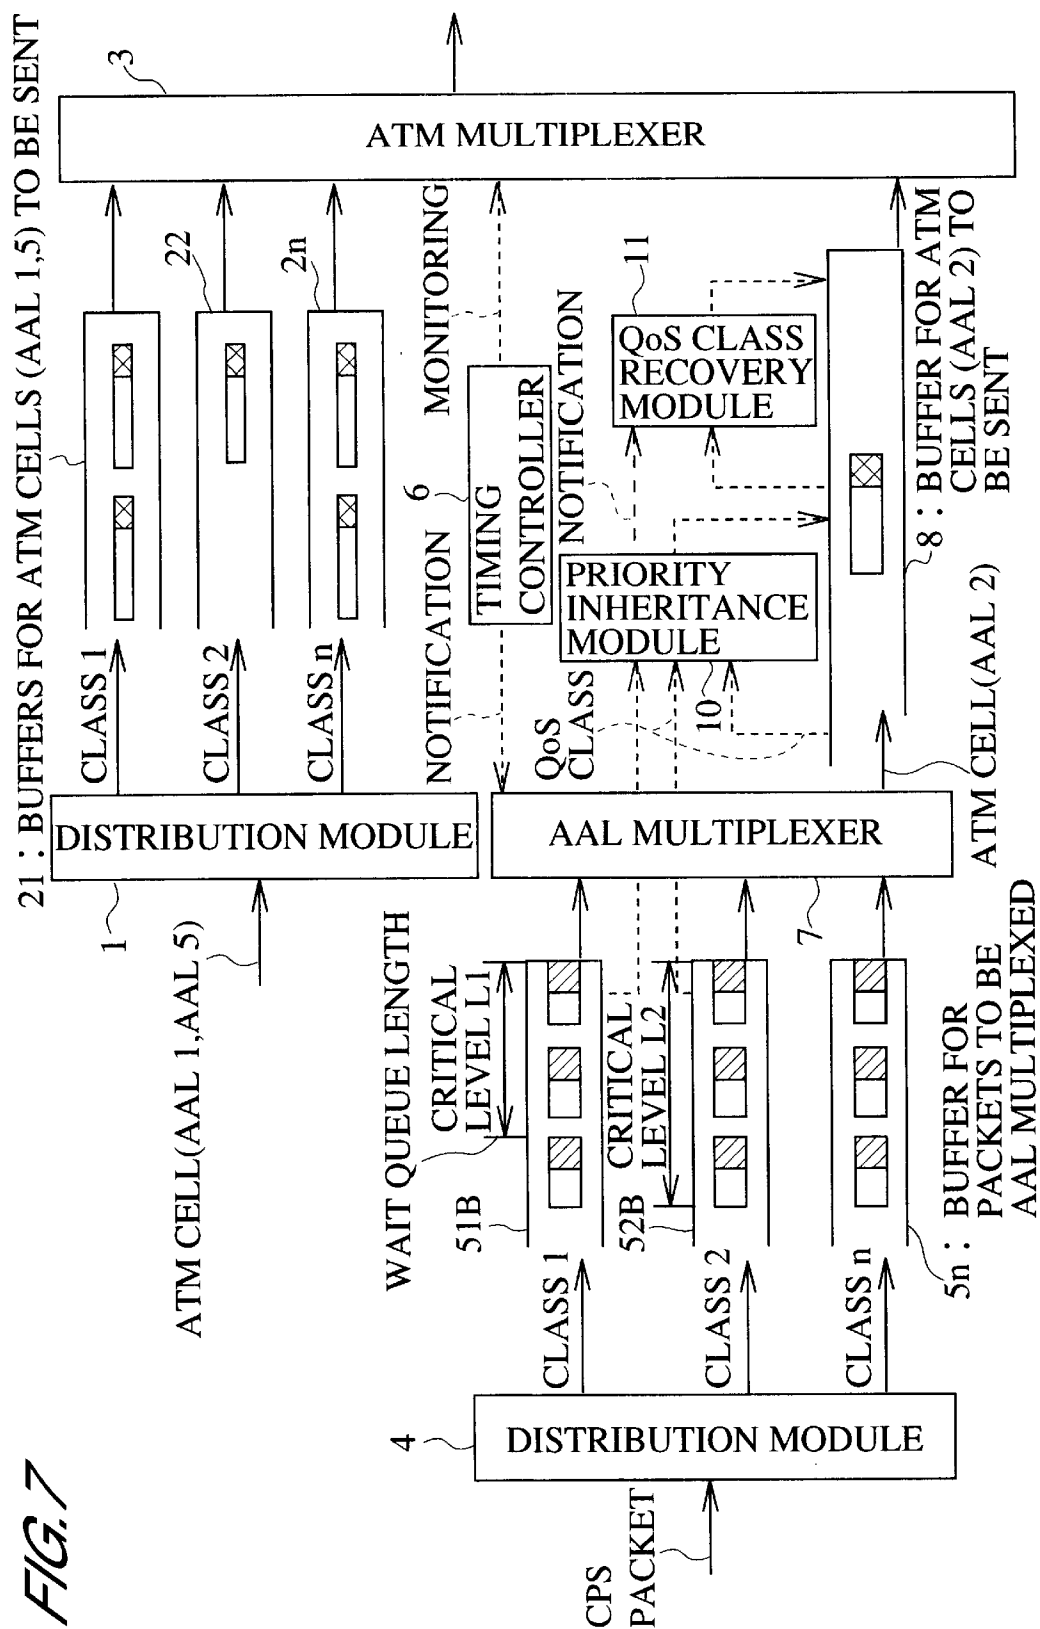 FIG. 7
21 : BUFFERS FOR ATM CELLS (AAL 1,5) TO BE SENT
3
ATM MULTIPLEXER
CLASS 1
CLASS 2
CLASS n
22
2n
DISTRIBUTION MODULE
1
ATM CELL(AAL 1,AAL 5)
MONITORING
6
TIMING
CONTROLLER
NOTIFICATION
NOTIFICATION
11
QoS CLASS
RECOVERY
MODULE
PRIORITY
INHERITANCE
MODULE
10
QoS
CLASS
8 : BUFFER FOR ATM
CELLS (AAL 2) TO
BE SENT
ATM CELL(AAL 2)
AAL MULTIPLEXER
7
WAIT QUEUE LENGTH
CRITICAL
LEVEL L1
CRITICAL
LEVEL L2
51B
52B
5n : BUFFER FOR
PACKETS TO BE
AAL MULTIPLEXED
CLASS 1
CLASS 2
CLASS n
4
DISTRIBUTION MODULE
CPS
PACKET